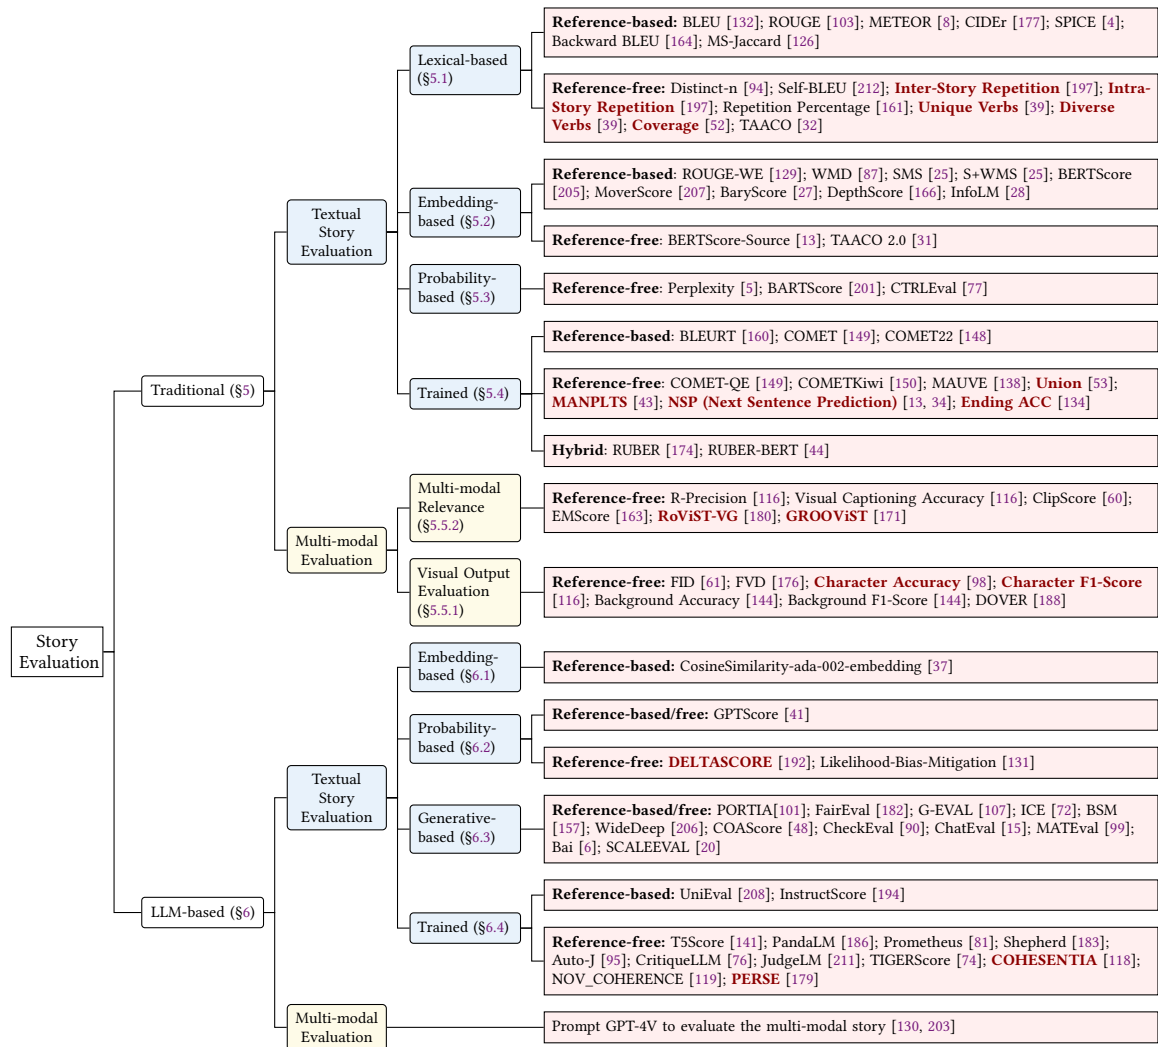 Reference-based: BLEU [132]; ROUGE [103]; METEOR [8]; CIDEr [177]; SPICE [4];
Backward BLEU [164]; MS-Jaccard [126]
Lexical-based
(§5.1)
Reference-free: Distinct-n [94]; Self-BLEU [212]; Inter-Story Repetition [197]; Intra-
Story Repetition [197]; Repetition Percentage [161]; Unique Verbs [39]; Diverse
Verbs [39]; Coverage [52]; TAACO [32]
Reference-based: ROUGE-WE [129]; WMD [87]; SMS [25]; S+WMS [25]; BERTScore
[205]; MoverScore [207]; BaryScore [27]; DepthScore [166]; InfoLM [28]
Embedding-
based (§5.2)
Reference-free: BERTScore-Source [13]; TAACO 2.0 [31]
Textual
Story
Evaluation
Probability-
based (§5.3)
Reference-free: Perplexity [5]; BARTScore [201]; CTRLEval [77]
Reference-based: BLEURT [160]; COMET [149]; COMET22 [148]
Traditional (§5)
Trained (§5.4)
Reference-free: COMET-QE [149]; COMETKiwi [150]; MAUVE [138]; Union [53];
MANPLTS [43]; NSP (Next Sentence Prediction) [13, 34]; Ending ACC [134]
Hybrid: RUBER [174]; RUBER-BERT [44]
Multi-modal
Relevance
(§5.5.2)
Reference-free: R-Precision [116]; Visual Captioning Accuracy [116]; ClipScore [60];
EMScore [163]; RoViST-VG [180]; GROOViST [171]
Multi-modal
Evaluation
Visual Output
Evaluation
(§5.5.1)
Reference-free: FID [61]; FVD [176]; Character Accuracy [98]; Character F1-Score
[116]; Background Accuracy [144]; Background F1-Score [144]; DOVER [188]
Story
Evaluation
Embedding-
based (§6.1)
Reference-based: CosineSimilarity-ada-002-embedding [37]
Probability-
based (§6.2)
Reference-based/free: GPTScore [41]
Reference-free: DELTASCORE [192]; Likelihood-Bias-Mitigation [131]
Textual
Story
Evaluation
Generative-
based (§6.3)
Reference-based/free: PORTIA[101]; FairEval [182]; G-EVAL [107]; ICE [72]; BSM
[157]; WideDeep [206]; COAScore [48]; CheckEval [90]; ChatEval [15]; MATEval [99];
Bai [6]; SCALEEVAL [20]
LLM-based (§6)
Reference-based: UniEval [208]; InstructScore [194]
Trained (§6.4)
Reference-free: T5Score [141]; PandaLM [186]; Prometheus [81]; Shepherd [183];
Auto-J [95]; CritiqueLLM [76]; JudgeLM [211]; TIGERScore [74]; COHESENTIA [118];
NOV_COHERENCE [119]; PERSE [179]
Multi-modal
Evaluation
Prompt GPT-4V to evaluate the multi-modal story [130, 203]